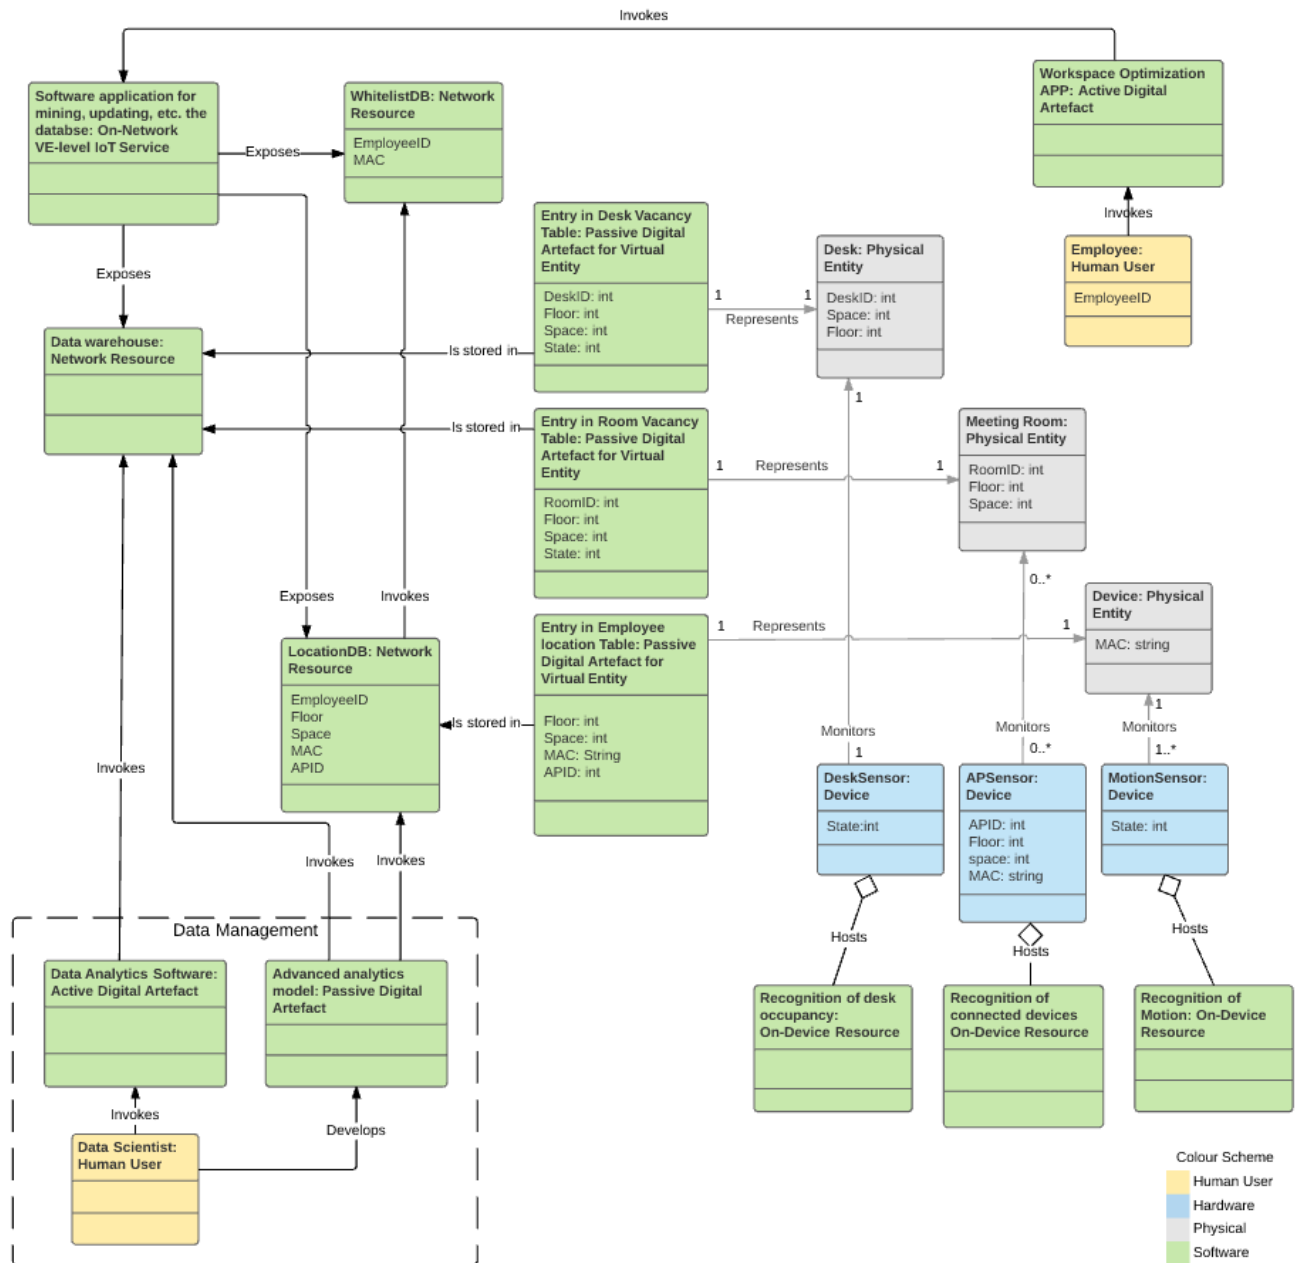 Invokes
Software application for
mining, updating, etc. the
databse: On-Network
VE-level IoT Service
WhitelistDB: Network
Resource
EmployeeID
MAC
Workspace Optimization
APP: Active Digital
Artefact
Exposes
Invokes
Employee:
Human User
EmployeeID
Entry in Desk Vacancy
Table: Passive Digital
Artefact for Virtual
Entity
DeskID: int
Floor: int
Space: int
State: int
Desk: Physical
Entity
DeskID: int
Space: int
Floor: int
1
1
Represents
Exposes
Data warehouse:
Network Resource
Is stored in
1
Is stored in
Entry in Room Vacancy
Table: Passive Digital
Artefact for Virtual
Entity
RoomID: int
Floor: int
Space: int
State: int
1
Represents
1
Meeting Room:
Physical Entity
RoomID: int
Floor: int
Space: int
0..*
Exposes
Invokes
Entry in Employee
location Table: Passive
Digital Artefact for
Virtual Entity
Floor: int
Space: int
MAC: String
APID: int
1
Represents
1
Device: Physical
Entity
MAC: string
LocationDB: Network
Resource
EmployeeID
Floor
Space
MAC
APID
Is stored in
Monitors
1
Monitors
0..*
1
Monitors
1..*
Invokes
DeskSensor:
Device
State:int
APSensor:
Device
APID: int
Floor: int
space: int
MAC: string
MotionSensor:
Device
State: int
Invokes
Invokes
Hosts
Hosts
Hosts
Data Management
Data Analytics Software:
Active Digital Artefact
Advanced analytics
model: Passive Digital
Artefact
Recognition of desk
occupancy:
On-Device Resource
Recognition of
connected devices
On-Device Resource
Recognition of
Motion: On-Device
Resource
Invokes
Develops
Data Scientist:
Human User
Colour Scheme
Human User
Hardware
Physical
Software